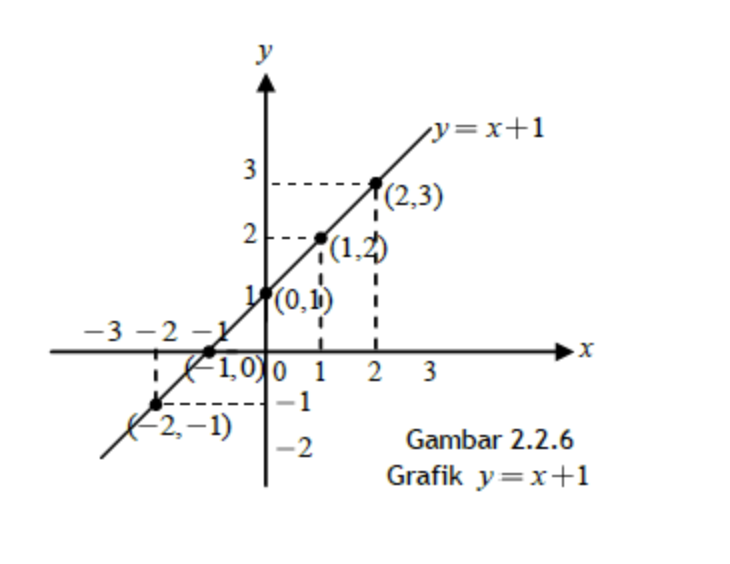 y
y = x+1
3
(2,3)
2
(1,2)
1
(0,1)
−3 −2 −1
x
(−1,0)
0 1 2 3
−1
(−2,−1)
−2
Gambar 2.2.6
Grafik y = x+1